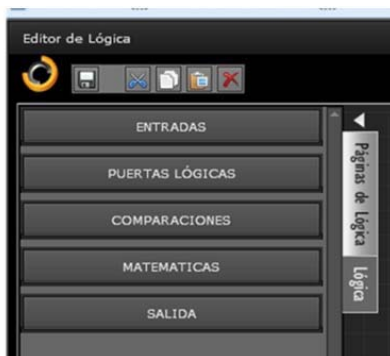 Editor de Lógica
ENTRADAS
PUERTAS LÓGICAS
COMPARACIONES
MATEMATICAS
SALIDA
Páginas de Lógica
Lógica